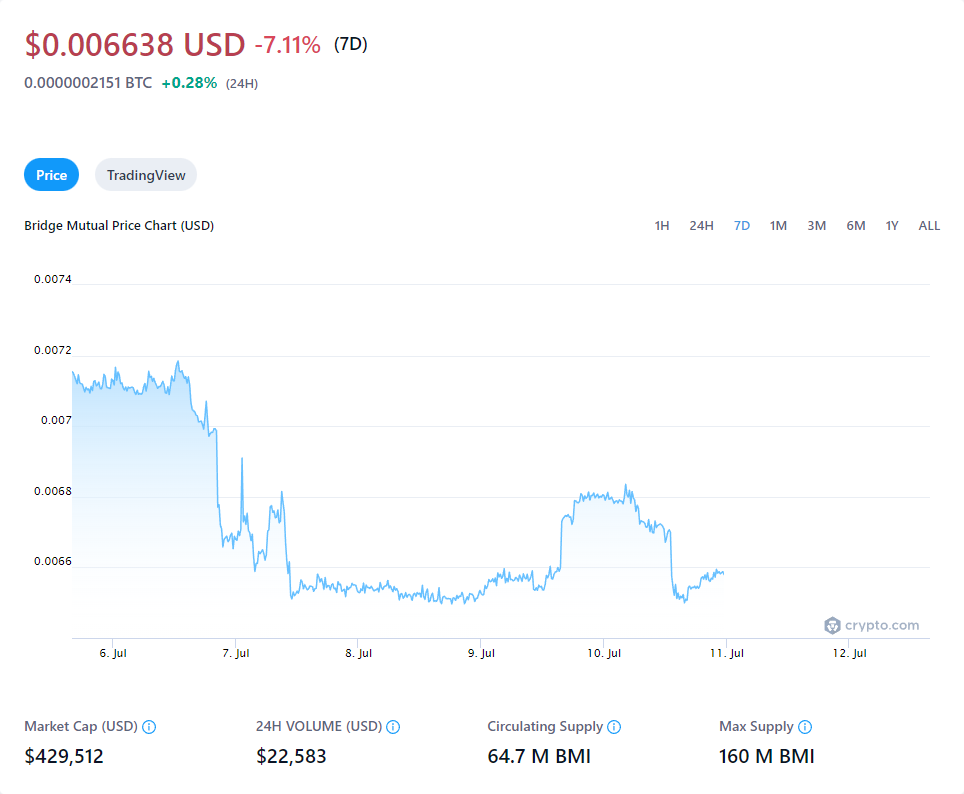 $0.006638 USD -7.11% (7D)
0.0000002151 BTC +0.28% (24H)
Price TradingView
Bridge Mutual Price Chart (USD) 1H 24H 7D 1M 3M 6M 1Y ALL
0.0074
0.0072
0.007
0.0068
0.0066
crypto.com
6. Jul 7. Jul 8. Jul 9. Jul 10. Jul 11. Jul 12. Jul
Market Cap (USD) 24H VOLUME (USD) Circulating Supply Max Supply
$429,512 $22,583 64.7 M BMI 160 M BMI